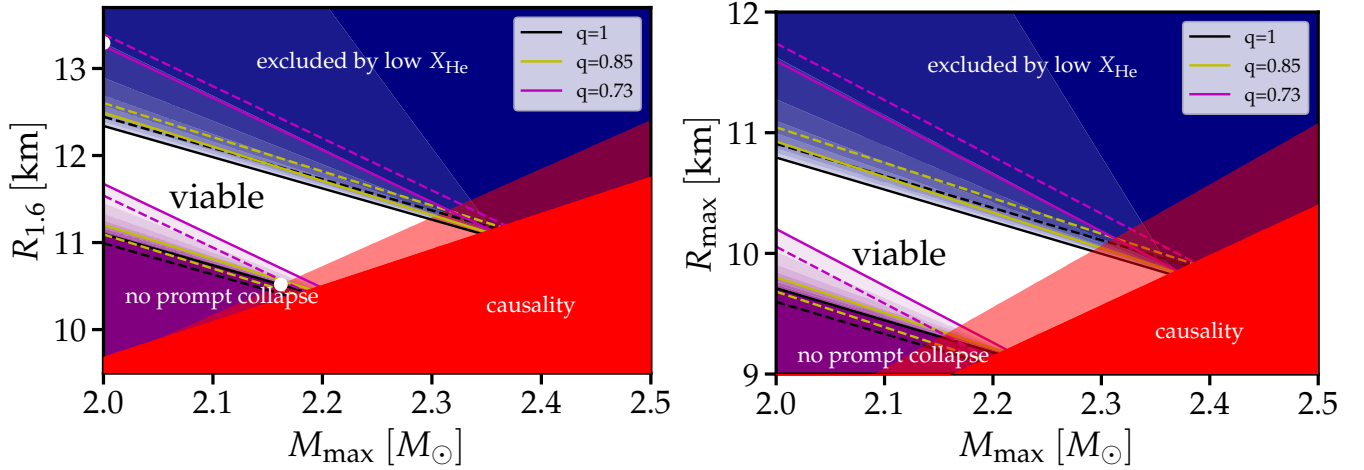 excluded by low X_He
q=1
q=0.85
q=0.73
viable
no prompt collapse
causality
R_1.6 [km]
13
12
11
10
2.0 2.1 2.2 2.3 2.4 2.5
M_max [M_⊙]
excluded by low X_He
q=1
q=0.85
q=0.73
viable
no prompt collapse
causality
R_max [km]
12
11
10
9
2.0 2.1 2.2 2.3 2.4 2.5
M_max [M_⊙]